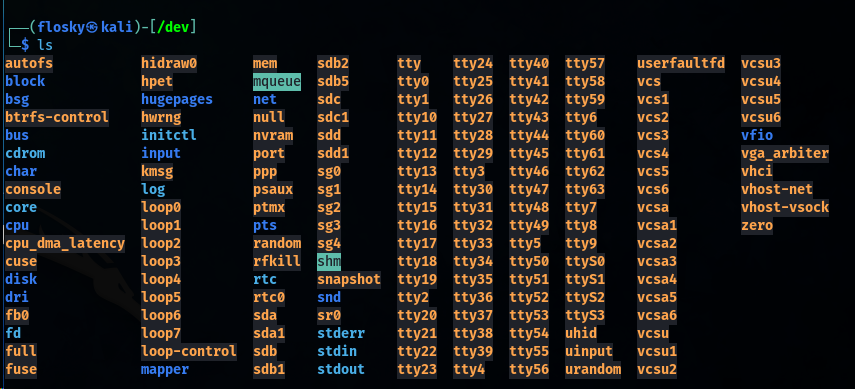 ┌──(flosky㉿kali)-[/dev]
└─$ ls
autofs hidraw0 mem sdb2 tty tty24 tty40 tty57 userfaultfd vcsu3
block hpet mqueue sdb5 tty0 tty25 tty41 tty58 vcs vcsu4
bsg hugepages net sdc tty1 tty26 tty42 tty59 vcs1 vcsu5
btrfs-control hwrng null sdc1 tty10 tty27 tty43 tty6 vcs2 vcsu6
bus initctl nvram sdd tty11 tty28 tty44 tty60 vcs3 vfio
cdrom input port sdd1 tty12 tty29 tty45 tty61 vcs4 vga_arbiter
char kmsg ppp sg0 tty13 tty3 tty46 tty62 vcs5 vhci
console log psaux sg1 tty14 tty30 tty47 tty63 vcs6 vhost-net
core loop0 ptmx sg2 tty15 tty31 tty48 tty7 vcsa vhost-vsock
cpu loop1 pts sg3 tty16 tty32 tty49 tty8 vcsa1 zero
cpu_dma_latency loop2 random sg4 tty17 tty33 tty5 tty9 vcsa2
cuse loop3 rfkill shm tty18 tty34 tty50 ttyS0 vcsa3
disk loop4 rtc snapshot tty19 tty35 tty51 ttyS1 vcsa4
dri loop5 rtc0 snd tty2 tty36 tty52 ttyS2 vcsa5
fb0 loop6 sda sr0 tty20 tty37 tty53 ttyS3 vcsa6
fd loop7 sda1 stderr tty21 tty38 tty54 uhid vcsu
full loop-control sdb stdin tty22 tty39 tty55 uinput vcsu1
fuse mapper sdb1 stdout tty23 tty4 tty56 urandom vcsu2